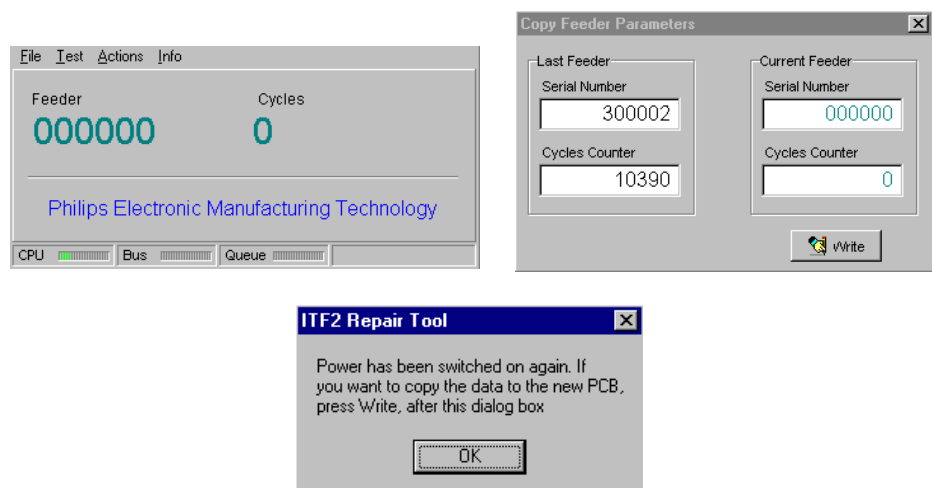 File Test Actions Info
Feeder Cycles
000000 0
Philips Electronic Manufacturing Technology
CPU Bus Queue
Copy Feeder Parameters
Last Feeder
Serial Number
300002
Cycles Counter
10390
Current Feeder
Serial Number
000000
Cycles Counter
0
Write
ITF2 Repair Tool
Power has been switched on again. If
you want to copy the data to the new PCB,
press Write, after this dialog box
OK